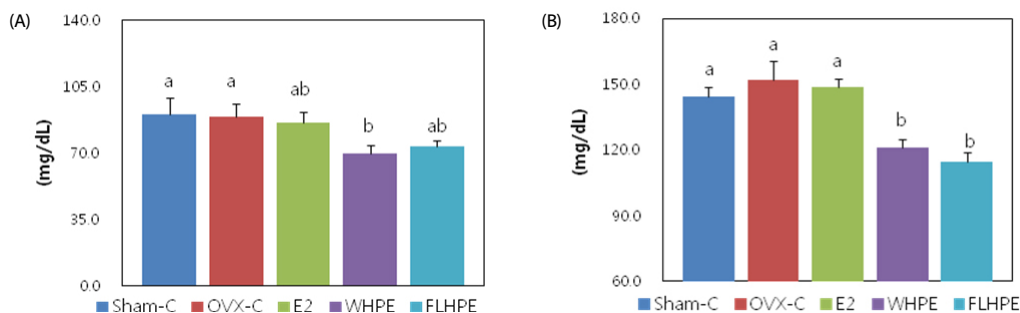 (A)
140.0
105.0
70.0
35.0
0.0
(mg/dL)
a
a
ab
b
ab
Sham-C OVX-C E2 WHPE FLHPE
(B)
180.0
150.0
120.0
90.0
60.0
(mg/dL)
a
a
a
b
b
Sham-C OVX-C E2 WHPE FLHPE